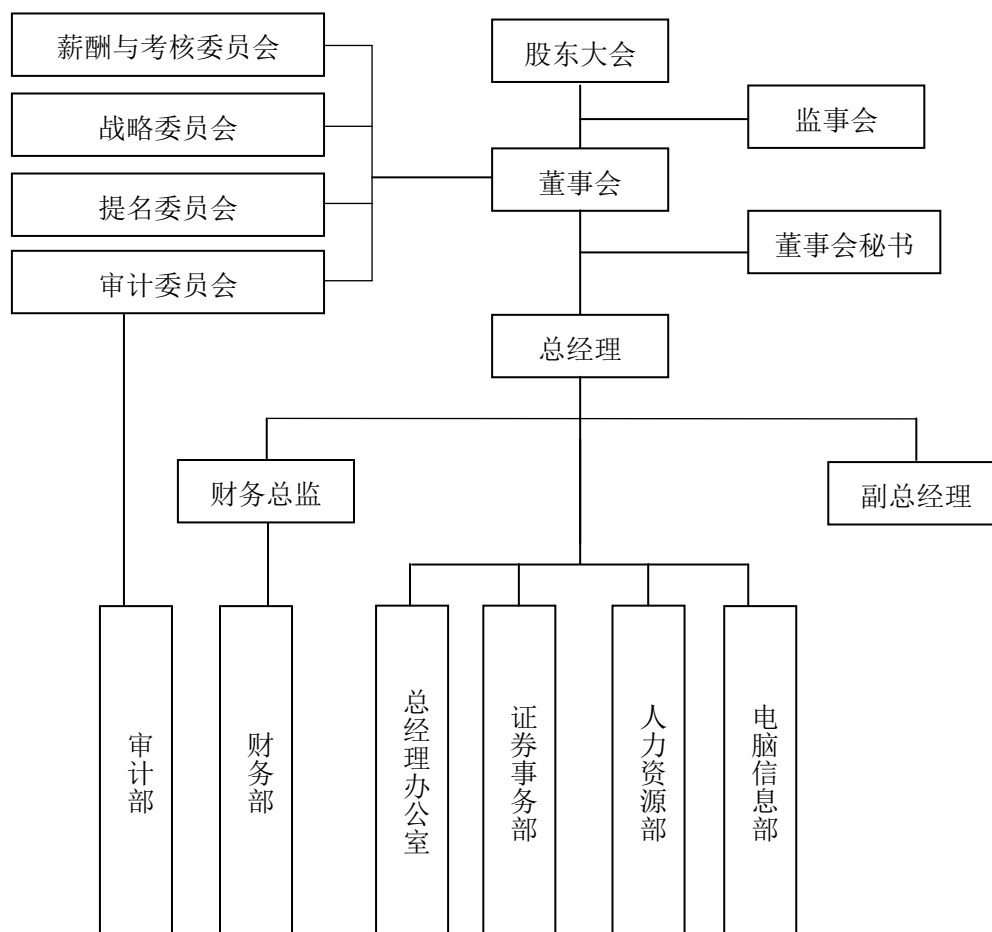 薪酬与考核委员会
股东大会
战略委员会
监事会
董事会
提名委员会
董事会秘书
审计委员会
总经理
财务总监
副总经理
审计部
财务部
总经理办公室
证券事务部
人力资源部
电脑信息部